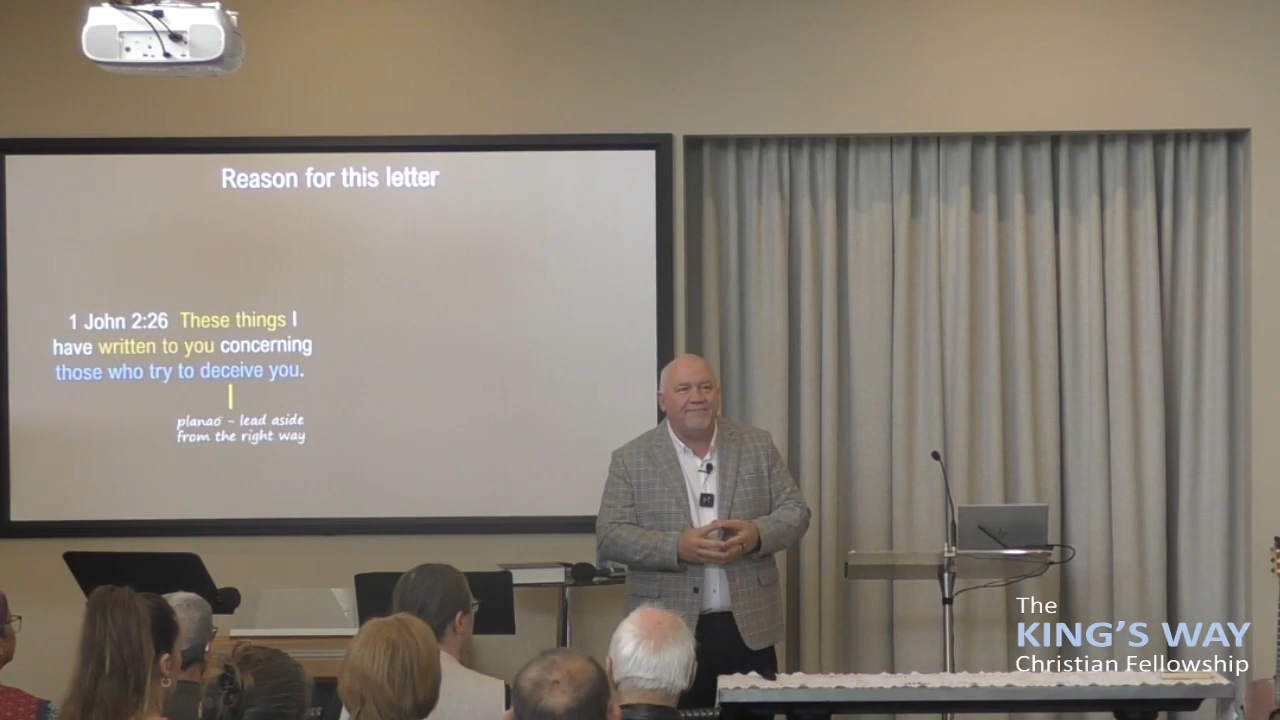 Reason for this letter
1 John 2:26 These things I
have written to you concerning
those who try to deceive you.
planaō - lead aside
from the right way
The
KING'S WAY
Christian Fellowship